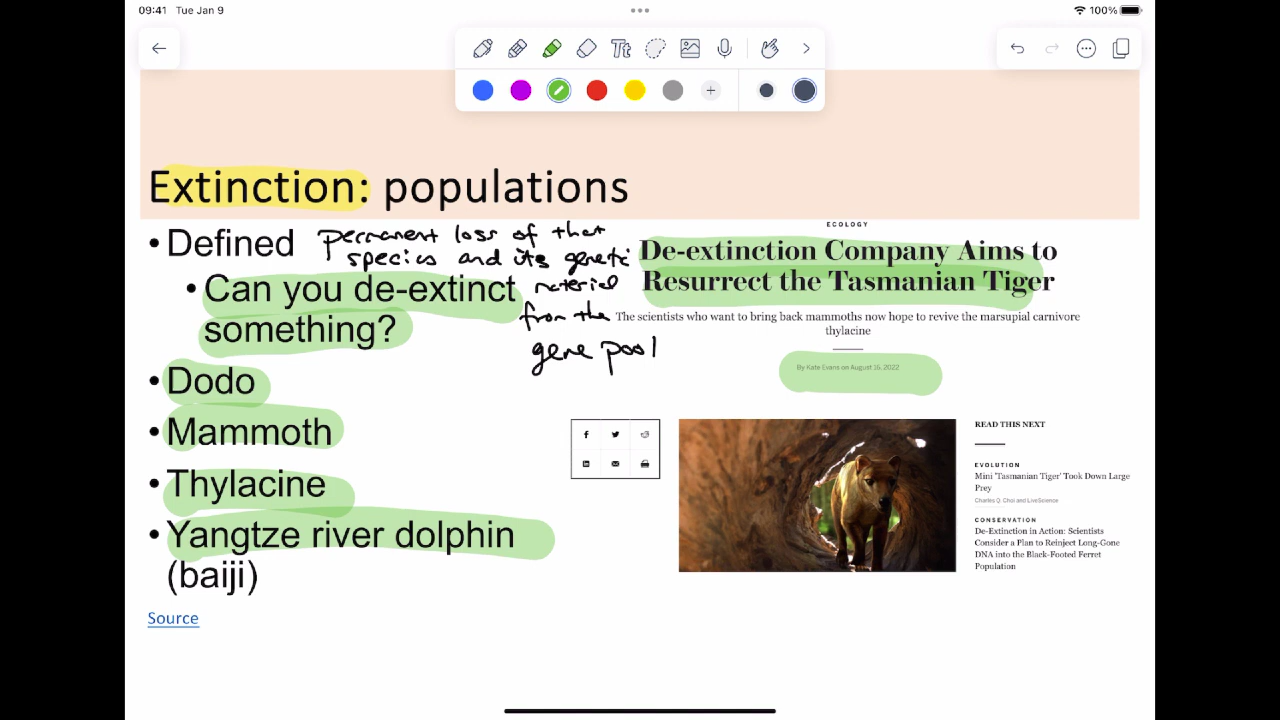 09:41 Tue Jan 9
100%
Tt
Extinction: populations
• Defined
permanent loss of that
species and its genetic
material
from the
gene pool
• Can you de-extinct
something?
• Dodo
• Mammoth
• Thylacine
• Yangtze river dolphin
(baiji)
Source
ECOLOGY
De-extinction Company Aims to
Resurrect the Tasmanian Tiger
The scientists who want to bring back mammoths now hope to revive the marsupial carnivore
thylacine
By Kate Evans on August 16, 2022
READ THIS NEXT
EVOLUTION
Mini 'Tasmanian Tiger' Took Down Large
Prey
Charles Q. Choi and LiveScience
CONSERVATION
De-Extinction in Action: Scientists
Consider a Plan to Reinject Long-Gone
DNA into the Black-Footed Ferret
Population